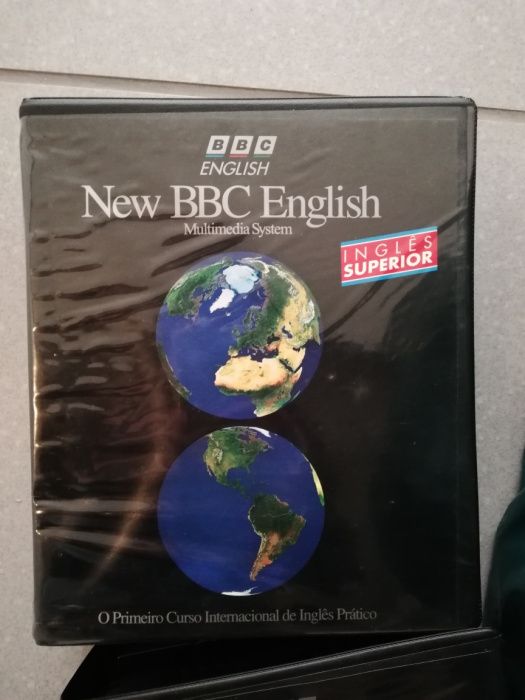 BBC
ENGLISH
New BBC English
Multimedia System
INGLÊS
SUPERIOR
O Primeiro Curso Internacional de Inglês Prático